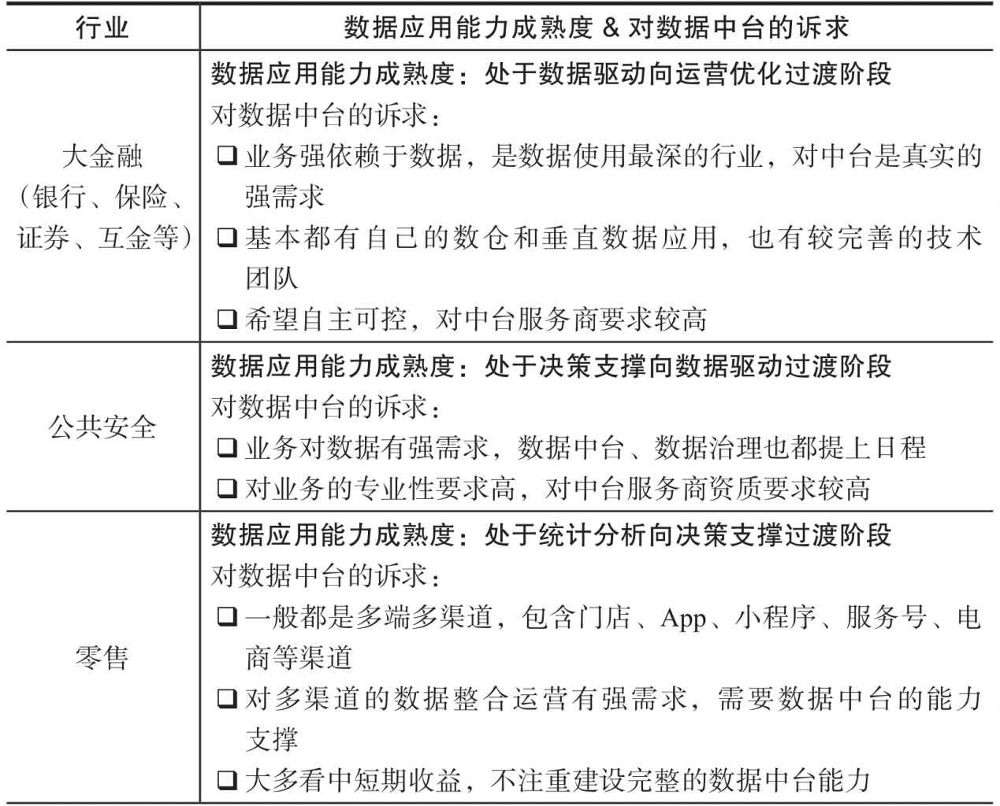 行业
数据应用能力成熟度 & 对数据中台的诉求
大金融
（银行、保险、
证券、互金等）
数据应用能力成熟度：处于数据驱动向运营优化过渡阶段
对数据中台的诉求：
❑ 业务强依赖于数据，是数据使用最深的行业，对中台是真实的
强需求
❑ 基本都有自己的数仓和垂直数据应用，也有较完善的技术
团队
❑ 希望自主可控，对中台服务商要求较高
公共安全
数据应用能力成熟度：处于决策支撑向数据驱动过渡阶段
对数据中台的诉求：
❑ 业务对数据有强需求，数据中台、数据治理也都提上日程
❑ 对业务的专业性要求高，对中台服务商资质要求较高
零售
数据应用能力成熟度：处于统计分析向决策支撑过渡阶段
对数据中台的诉求：
❑ 一般都是多端多渠道，包含门店、App、小程序、服务号、电
商等渠道
❑ 对多渠道的数据整合运营有强需求，需要数据中台的能力
支撑
❑ 大多看中短期收益，不注重建设完整的数据中台能力